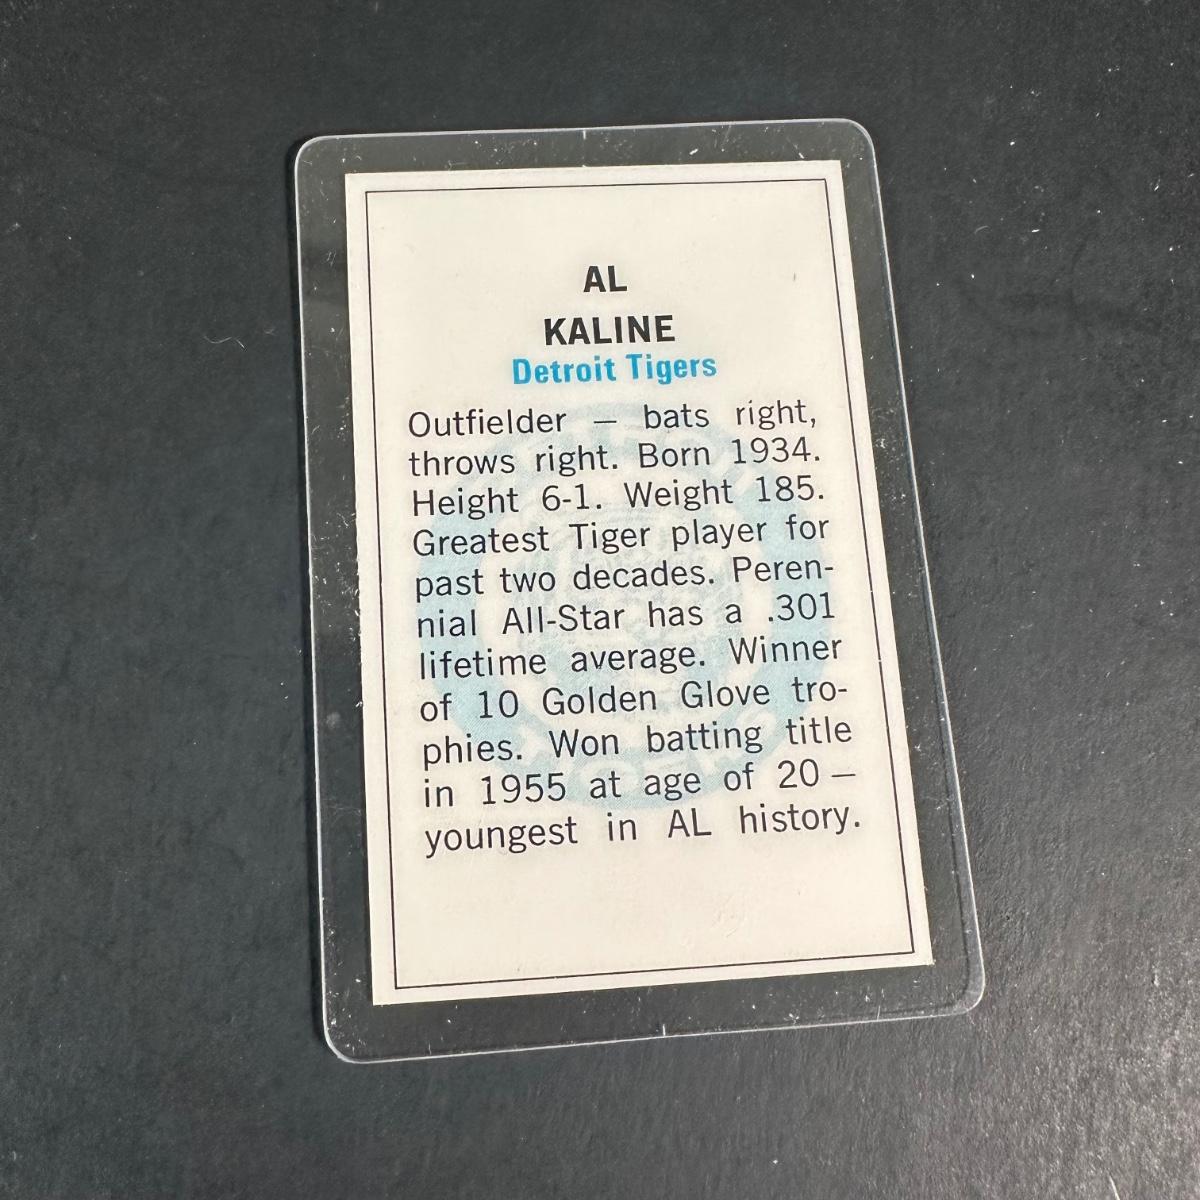 AL
KALINE
Detroit Tigers
Outfielder — bats right,
throws right. Born 1934.
Height 6-1. Weight 185.
Greatest Tiger player for
past two decades. Peren-
nial All-Star has a .301
lifetime average. Winner
of 10 Golden Glove tro-
phies. Won batting title
in 1955 at age of 20 —
youngest in AL history.